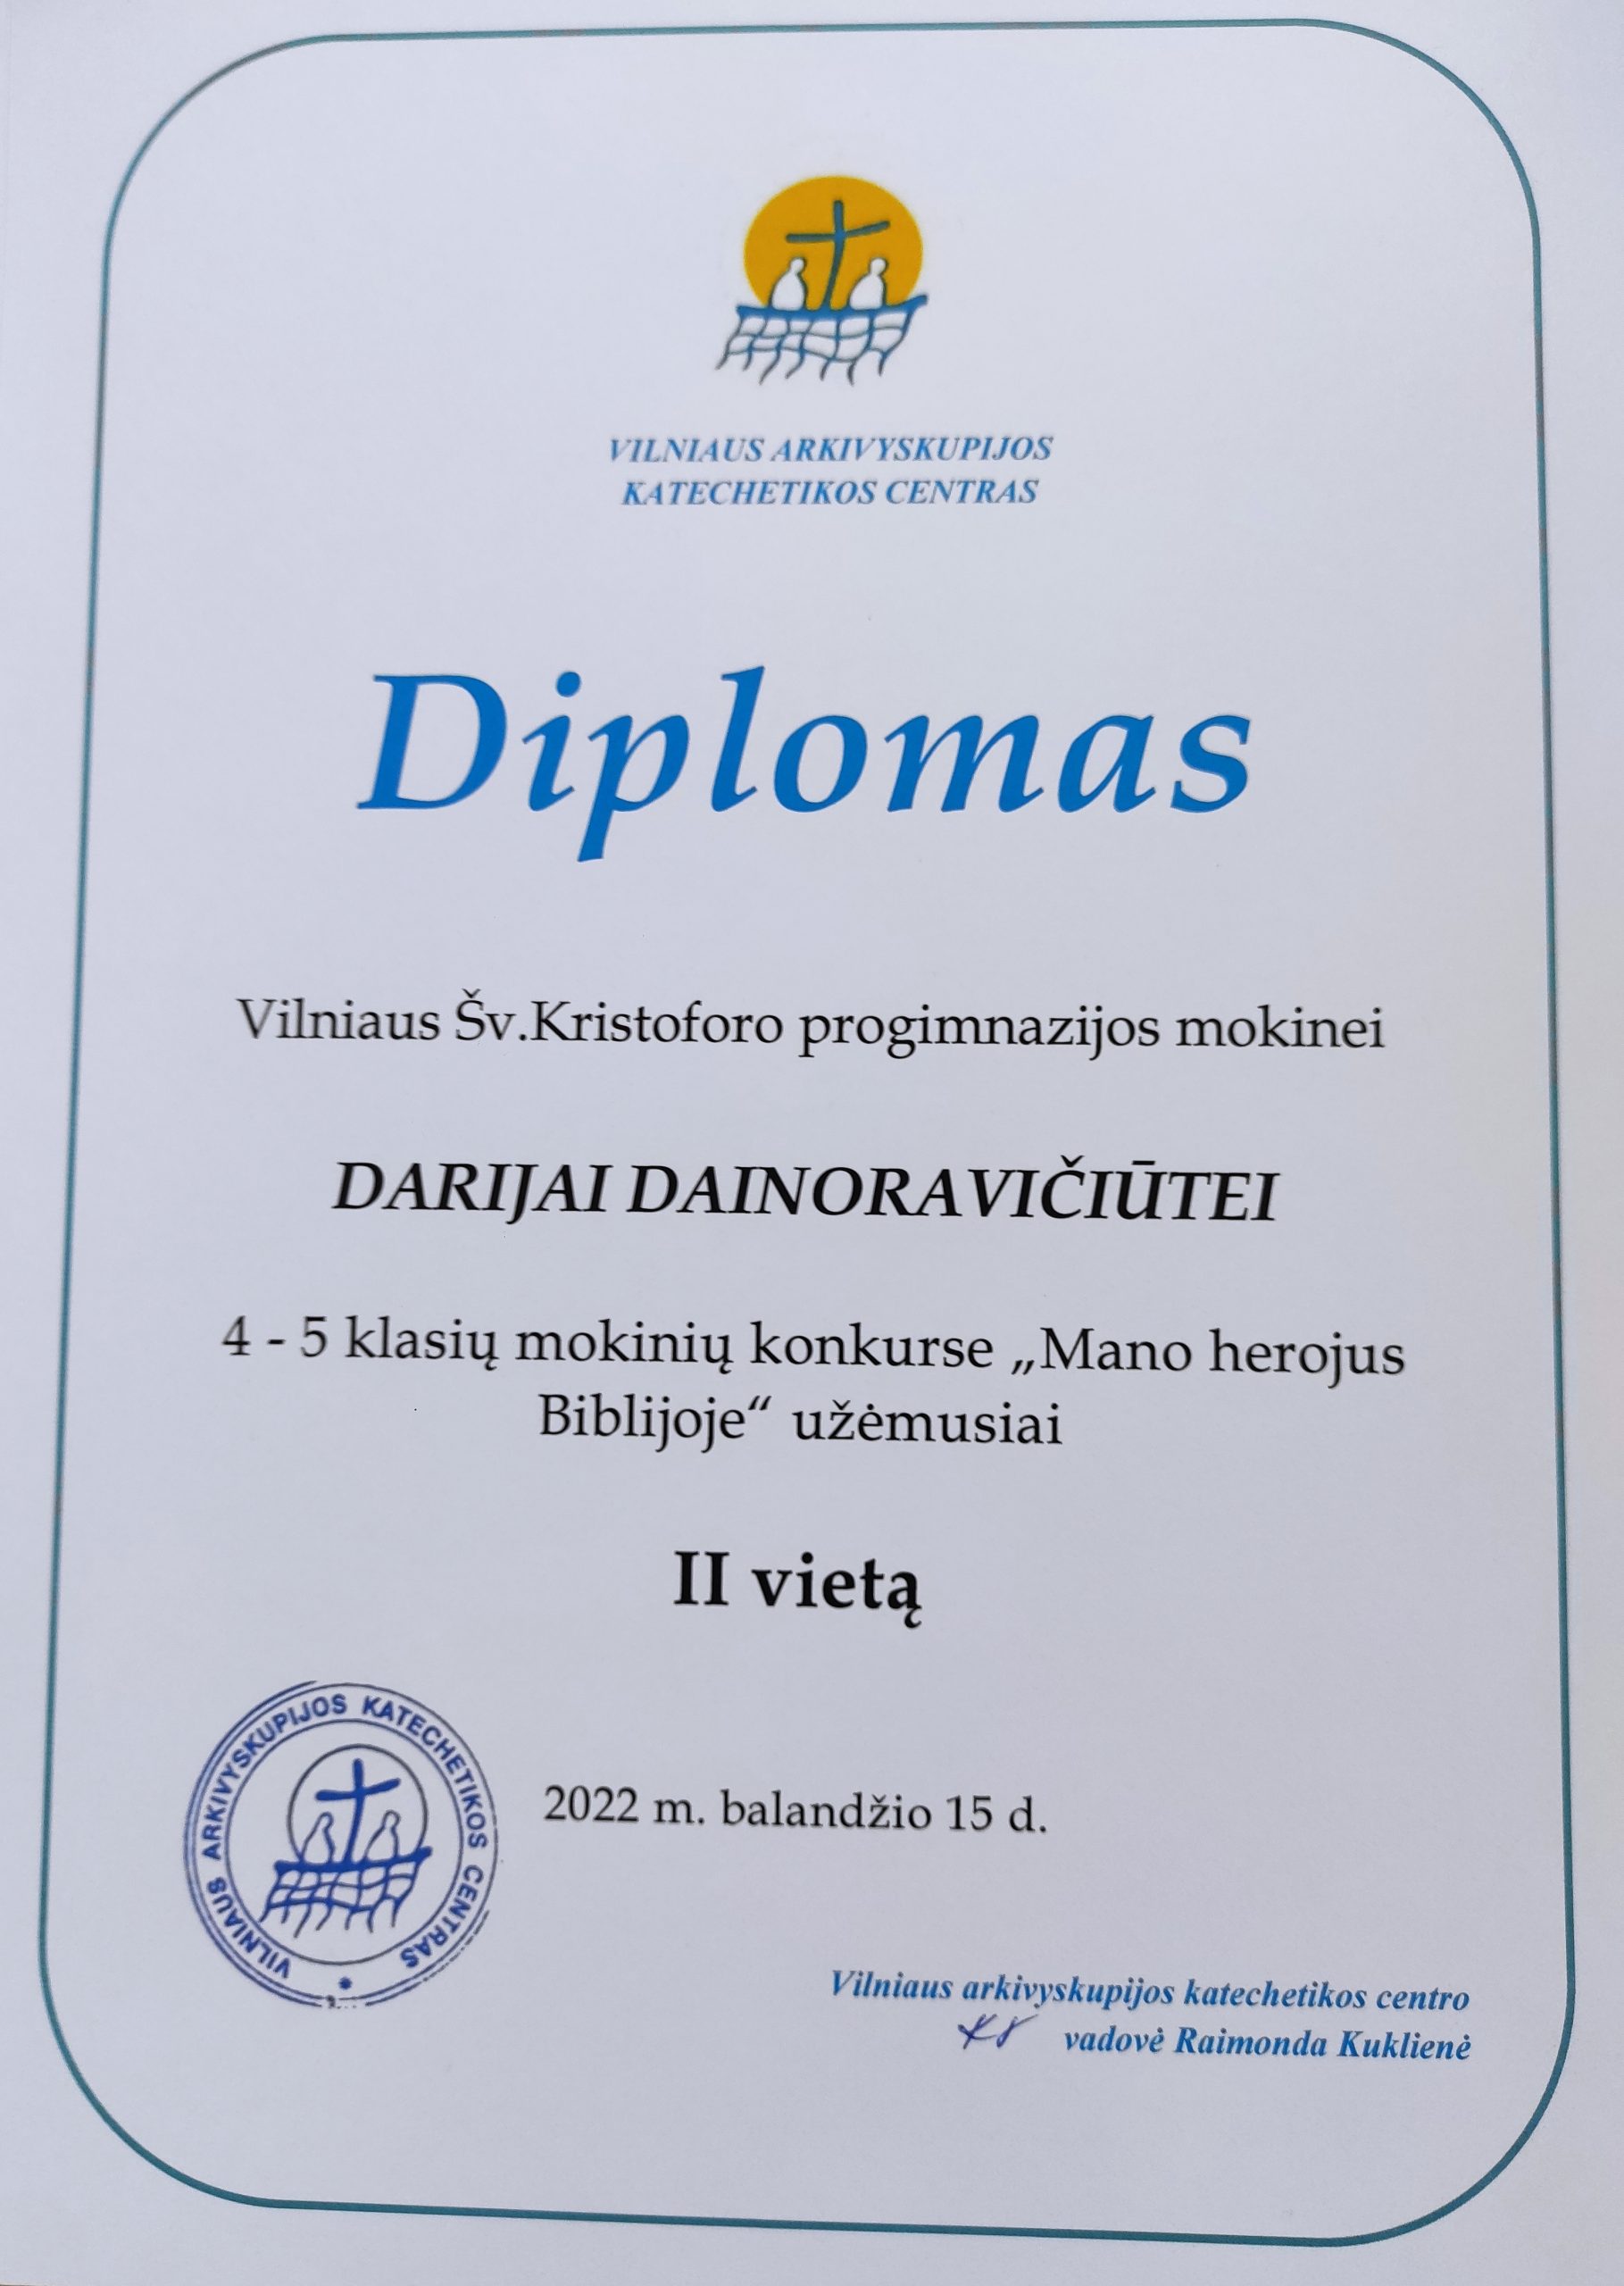 VILNIAUS ARKIVYSKUPIJOS
KATECHETIKOS CENTRAS
Diplomas
Vilniaus Šv.Kristoforo progimnazijos mokinei
DARIJAI DAINORAVIČIŪTEI
4 - 5 klasių mokinių konkurse „Mano herojus
Biblijoje“ užėmusiai
II vietą
VILNIAUS ARKIVYSKUPIJOS KATECHETIKOS CENTRAS
2022 m. balandžio 15 d.
Vilniaus arkivyskupijos katechetikos centro
vadovė Raimonda Kuklienė